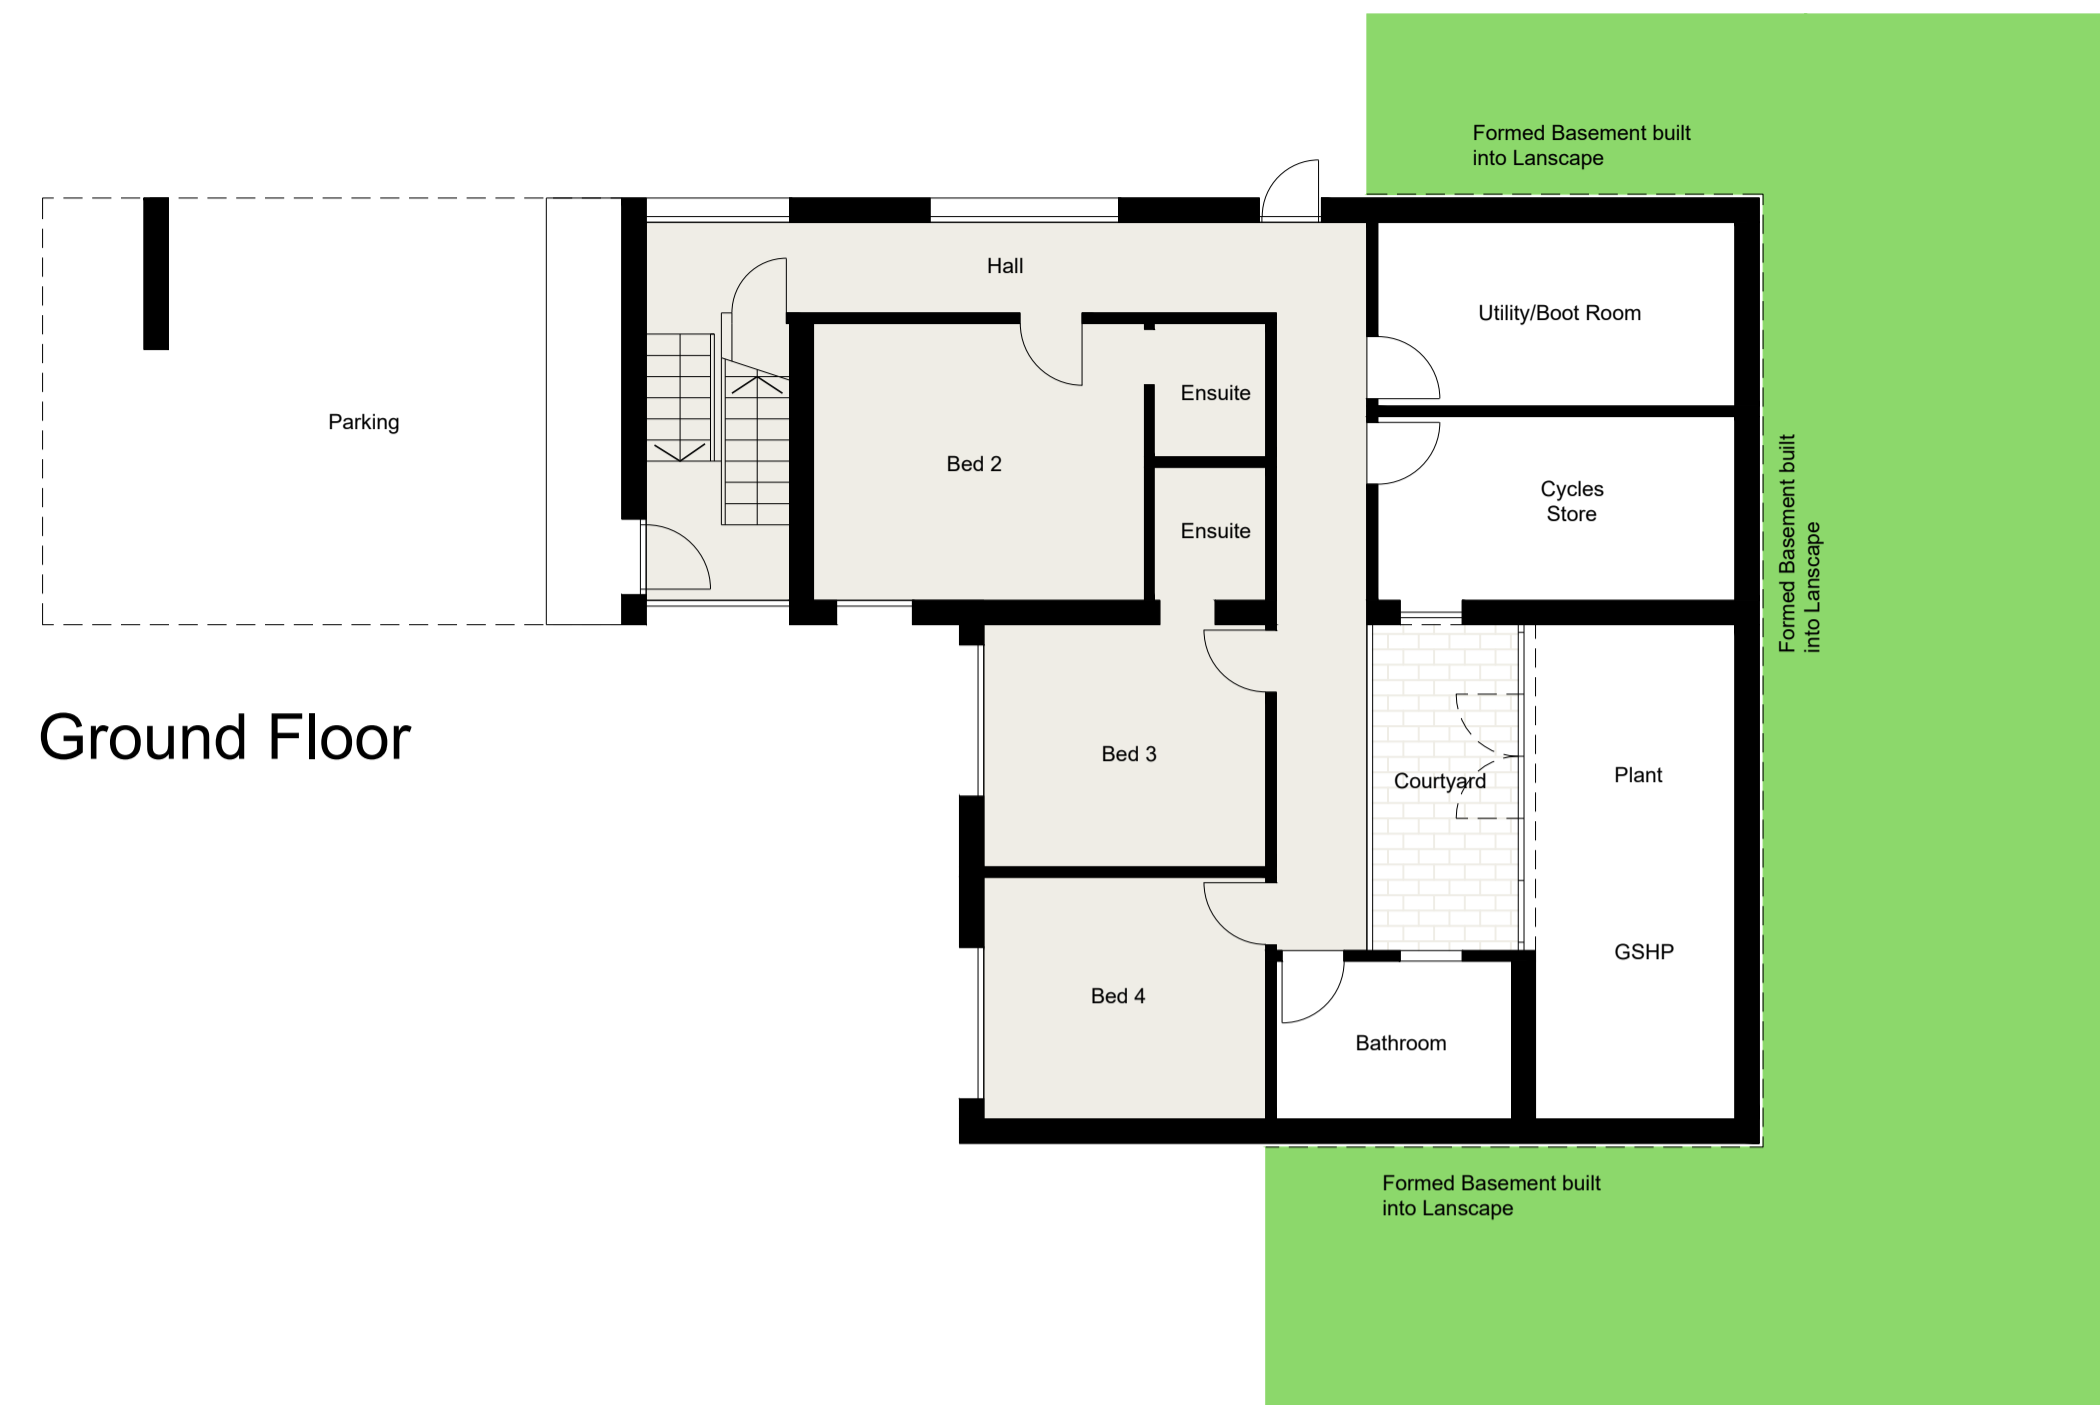 Formed Basement built
into Lanscape
Hall
Utility/Boot Room
Ensuite
Parking
Bed 2
Cycles
Store
Ensuite
Formed Basement built
into Lanscape
Ground Floor
Bed 3
Courtyard
Plant
GSHP
Bed 4
Bathroom
Formed Basement built
into Lanscape